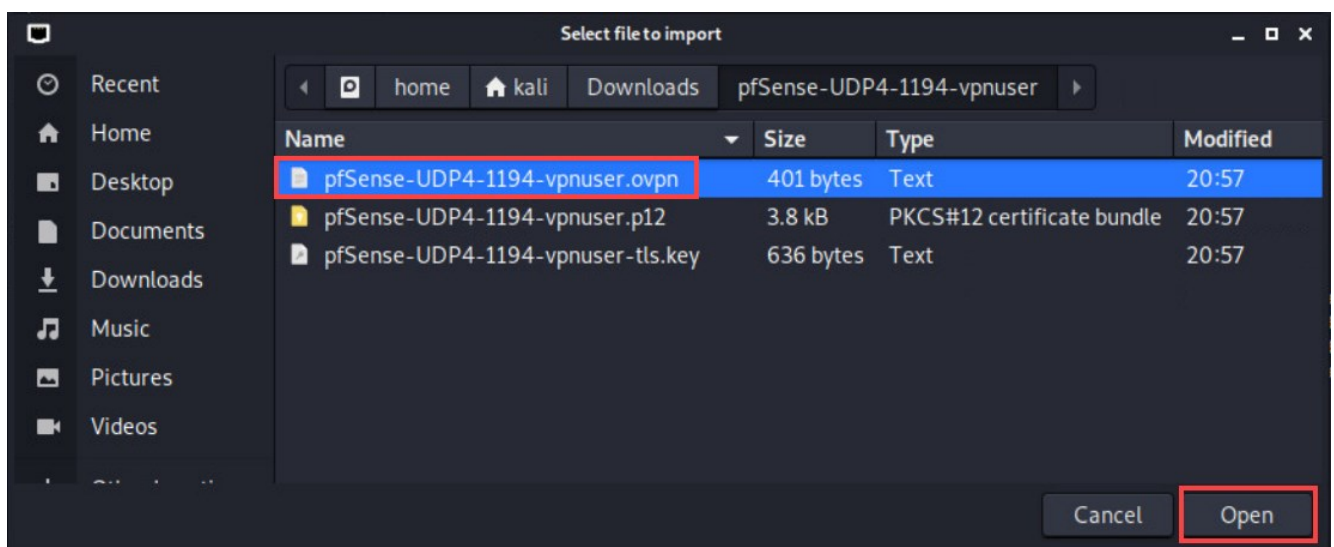 Select file to import
Recent
home kali Downloads pfSense-UDP4-1194-vpnuser
Home
Name Size Type Modified
Desktop
pfSense-UDP4-1194-vpnuser.ovpn 401 bytes Text 20:57
Documents
pfSense-UDP4-1194-vpnuser.p12 3.8 kB PKCS#12 certificate bundle 20:57
pfSense-UDP4-1194-vpnuser-tls.key 636 bytes Text 20:57
Downloads
Music
Pictures
Videos
Cancel Open